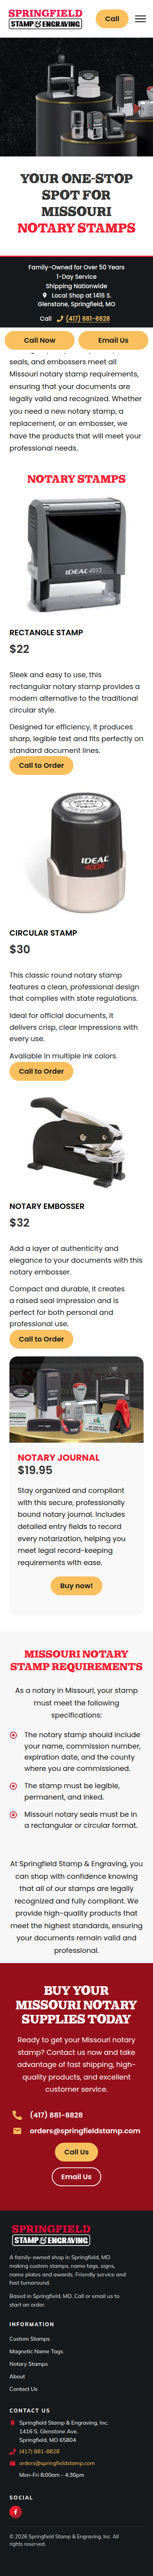 SPRINGFIELD
STAMP & ENGRAVING
Call
YOUR ONE-STOP
SPOT FOR
MISSOURI
NOTARY STAMPS
Family-Owned for Over 50 Years
1-Day Service
Shipping Nationwide
Local Shop at 1416 S.
Glenstone, Springfield, MO
Call (417) 881-8828
Call Now
Email Us
seals, and embossers meet all
Missouri notary stamp requirements,
ensuring that your documents are
legally valid and recognized. Whether
you need a new notary stamp, a
replacement, or an embosser, we
have the products that will meet your
professional needs.
NOTARY STAMPS
IDEAL 4913
RECTANGLE STAMP
$22
Sleek and easy to use, this
rectangular notary stamp provides a
modern alternative to the traditional
circular style.
Designed for efficiency, it produces
sharp, legible text and fits perfectly on
standard document lines.
Call to Order
IDEAL
400R
CIRCULAR STAMP
$30
This classic round notary stamp
features a clean, professional design
that complies with state regulations.
Ideal for official documents, it
delivers crisp, clear impressions with
every use.
Available in multiple ink colors.
Call to Order
NOTARY EMBOSSER
$32
Add a layer of authenticity and
elegance to your documents with this
notary embosser.
Compact and durable, it creates
a raised seal impression and is
perfect for both personal and
professional use.
Call to Order
NOTARY JOURNAL
$19.95
Stay organized and compliant
with this secure, professionally
bound notary journal. Includes
detailed entry fields to record
every notarization, helping you
meet legal record-keeping
requirements with ease.
Buy now!
MISSOURI NOTARY
STAMP REQUIREMENTS
As a notary in Missouri, your stamp
must meet the following
specifications:
The notary stamp should include
your name, commission number,
expiration date, and the county
where you are commissioned.
The stamp must be legible,
permanent, and inked.
Missouri notary seals must be in
a rectangular or circular format.
At Springfield Stamp & Engraving, you
can shop with confidence knowing
that all of our stamps are legally
recognized and fully compliant. We
provide high-quality products that
meet the highest standards, ensuring
your documents remain valid and
professional.
BUY YOUR
MISSOURI NOTARY
SUPPLIES TODAY
Ready to get your Missouri notary
stamp? Contact us now and take
advantage of fast shipping, high-
quality products, and excellent
customer service.
(417) 881-8828
orders@springfieldstamp.com
Call Us
Email Us
SPRINGFIELD
STAMP & ENGRAVING
A family-owned shop in Springfield, MO
making custom stamps, name tags, signs,
name plates and awards. Friendly service and
fast turnaround.
Based in Springfield, MO. Call or email us to
start an order.
INFORMATION
Custom Stamps
Magnetic Name Tags
Notary Stamps
About
Contact Us
CONTACT US
Springfield Stamp & Engraving, Inc.
1416 S. Glenstone Ave.
Springfield, MO 65804
(417) 881-8828
orders@springfieldstamp.com
Mon-Fri 8:00am - 4:30pm
SOCIAL
© 2026 Springfield Stamp & Engraving, Inc. All
rights reserved.